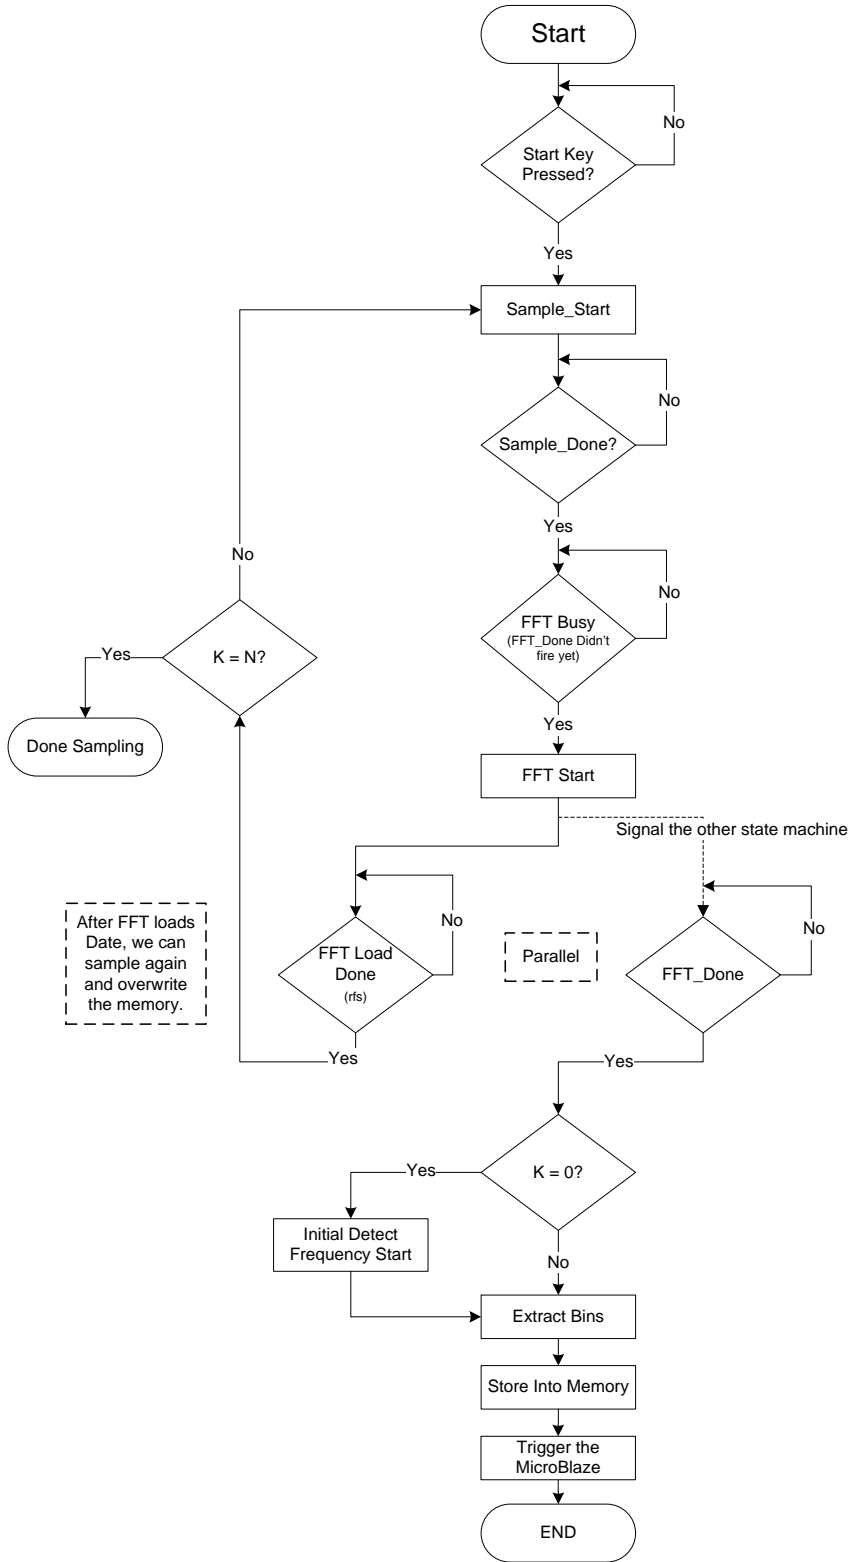 Start
No
Start Key
Pressed?
Yes
Sample_Start
No
Sample_Done?
Yes
No
No
FFT Busy
(FFT_Done Didn't
fire yet)
Yes
K = N?
Yes
Done Sampling
FFT Start
Signal the other state machine
After FFT loads
Date, we can
sample again
and overwrite
the memory.
No
FFT Load
Done
(rfs)
Yes
Parallel
No
FFT_Done
Yes
K = 0?
Yes
Initial Detect
Frequency Start
No
Extract Bins
Store Into Memory
Trigger the
MicroBlaze
END